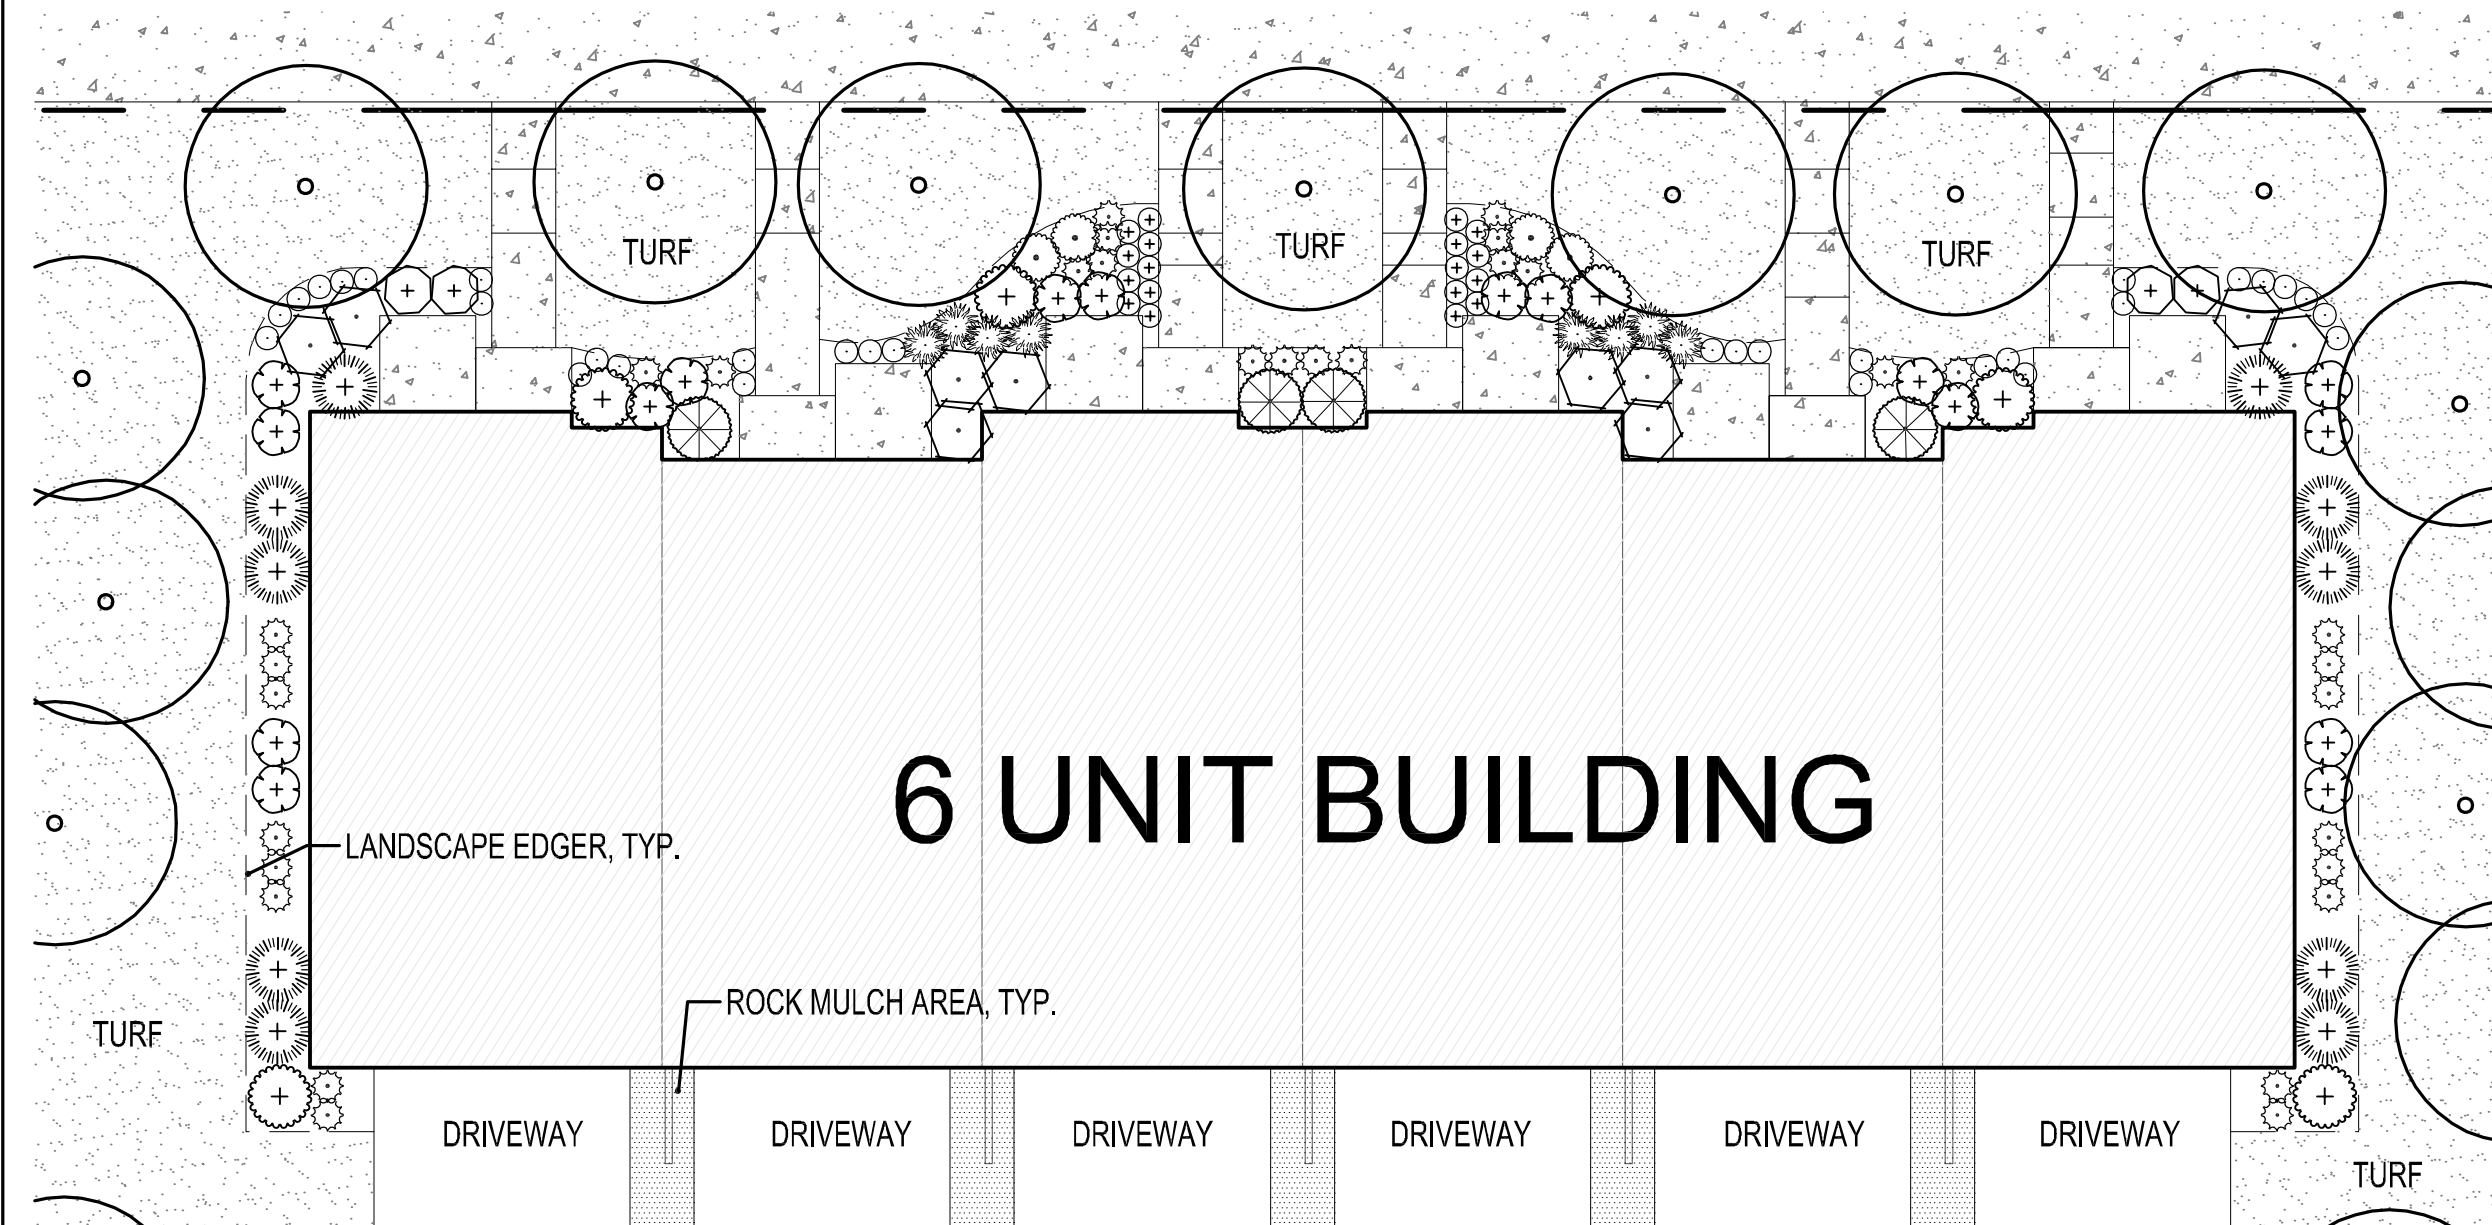 TURF
TURF
TURF
6 UNIT BUILDING
LANDSCAPE EDGER, TYP.
ROCK MULCH AREA, TYP.
TURF
DRIVEWAY
DRIVEWAY
DRIVEWAY
DRIVEWAY
DRIVEWAY
DRIVEWAY
TURF